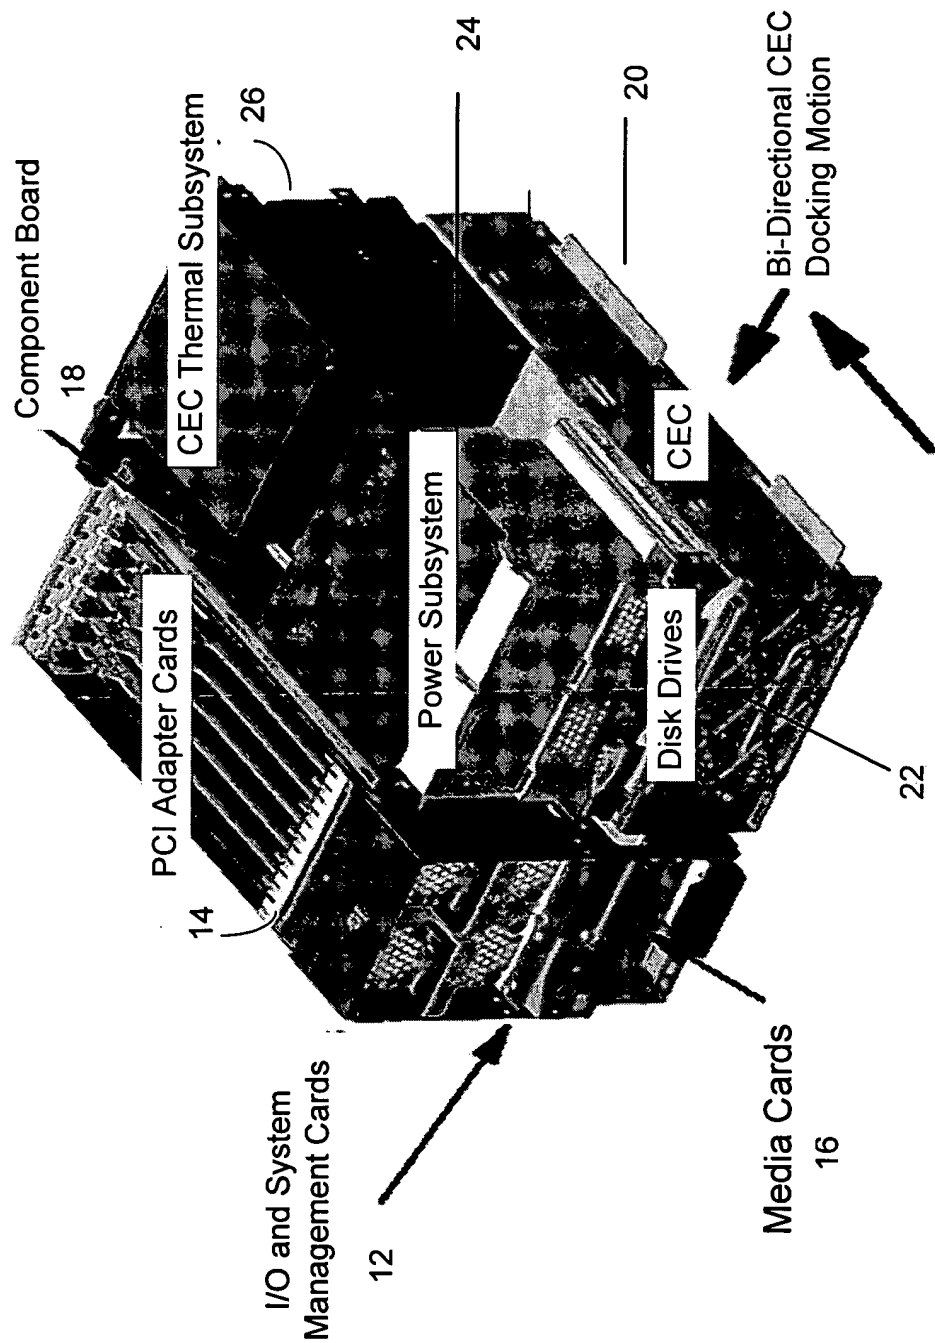 Component Board
18
CEC Thermal Subsystem
26
24
PCI Adapter Cards
14
Power Subsystem
20
CEC
Disk Drives
Bi-Directional CEC
Docking Motion
22
I/O and System
Management Cards
12
Media Cards
16